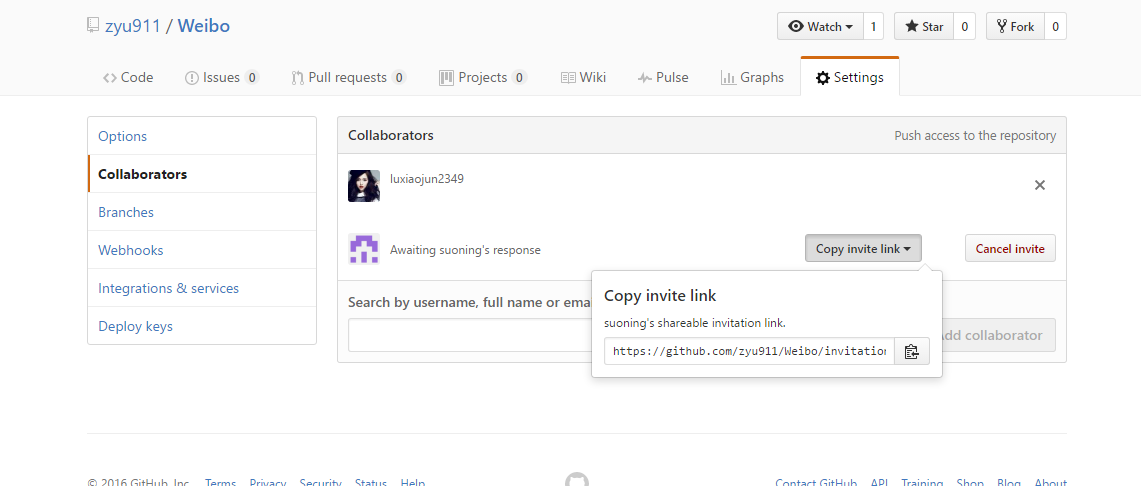 zyu911 / Weibo
Watch 1 Star 0 Fork 0
Code Issues 0 Pull requests 0 Projects 0 Wiki Pulse Graphs Settings
Options
Collaborators
Branches
Webhooks
Integrations & services
Deploy keys
Collaborators Push access to the repository
luxiaojun2349
Awaiting suoning's response Copy invite link Cancel invite
Search by username, full name or ema
Copy invite link
suoning's shareable invitation link.
https://github.com/zyu911/Weibo/invitation
dd collaborator
© 2016 GitHub, Inc. Terms Privacy Security Status Help Contact GitHub API Training Shop Blog About